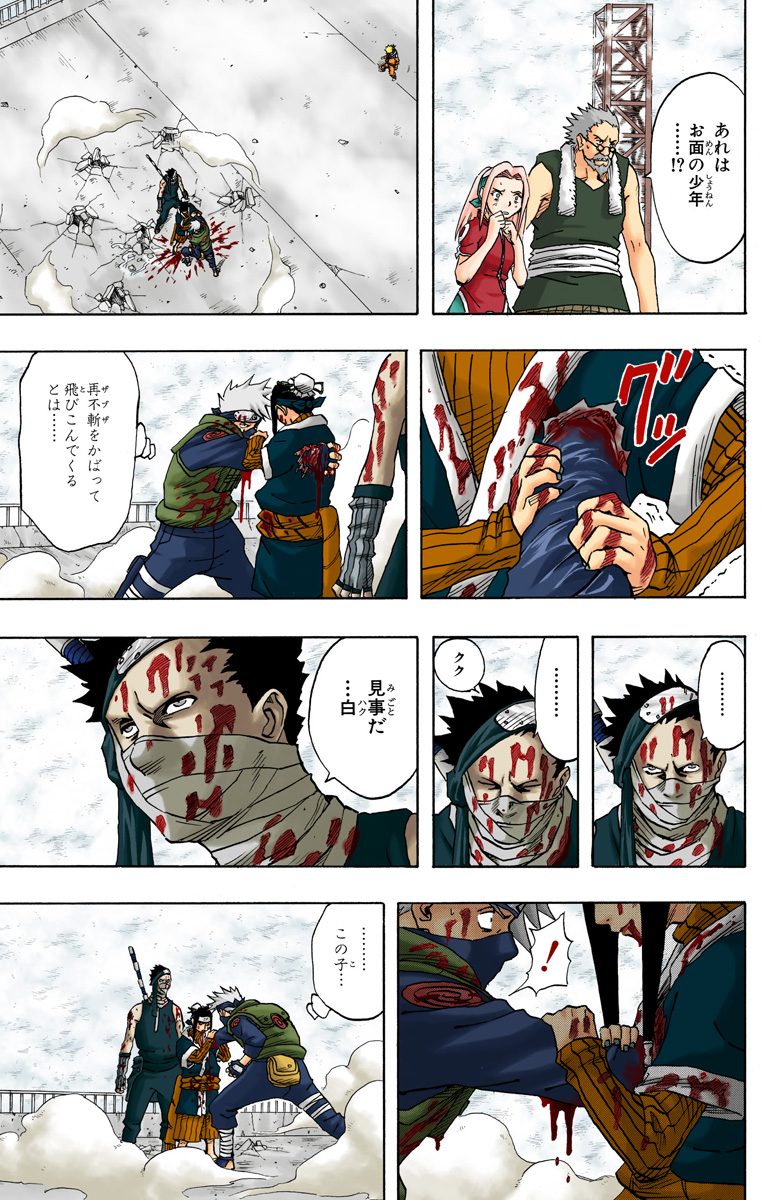 あれは
お面の少年
……!?
グッ
再不斬をかばって
飛びこんでくる
とは……
………
………
クク
見事だ
…白
！
………
この子…